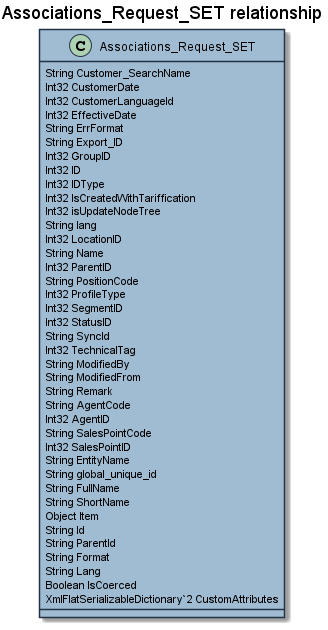 Associations_Request_SET relationship
C Associations_Request_SET
String Customer_SearchName
Int32 CustomerDate
Int32 CustomerLanguageId
Int32 EffectiveDate
String ErrFormat
String Export_ID
Int32 GroupID
Int32 ID
Int32 IDType
Int32 IsCreatedWithTariffication
Int32 isUpdateNodeTree
String lang
Int32 LocationID
String Name
Int32 ParentID
String PositionCode
Int32 ProfileType
Int32 SegmentID
Int32 StatusID
String SyncId
Int32 TechnicalTag
String ModifiedBy
String ModifiedFrom
String Remark
String AgentCode
Int32 AgentID
String SalesPointCode
Int32 SalesPointID
String EntityName
String global_unique_id
String FullName
String ShortName
Object Item
String Id
String ParentId
String Format
String Lang
Boolean IsCoerced
XmlFlatSerializableDictionary`2 CustomAttributes